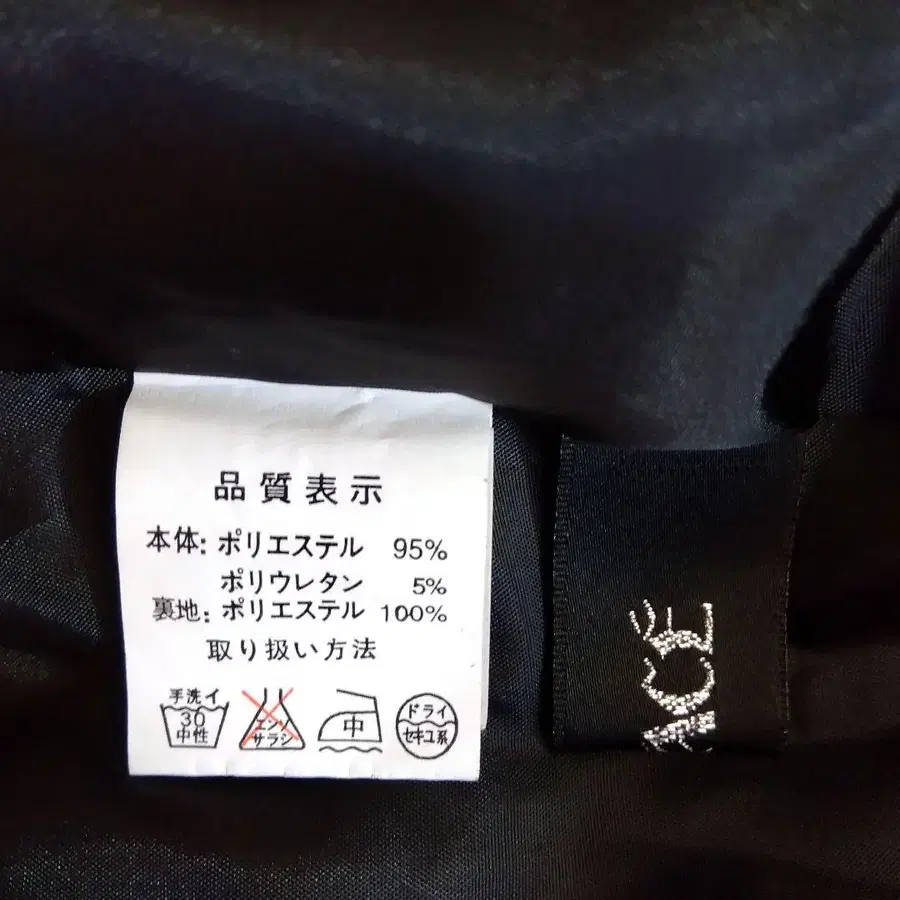 品質表示
本体: ポリエステル 95%
ポリウレタン 5%
裏地: ポリエステル 100%
取り扱い方法
手洗イ
30
中性
エンソ
サラシ
中
ドライ
セキユ系